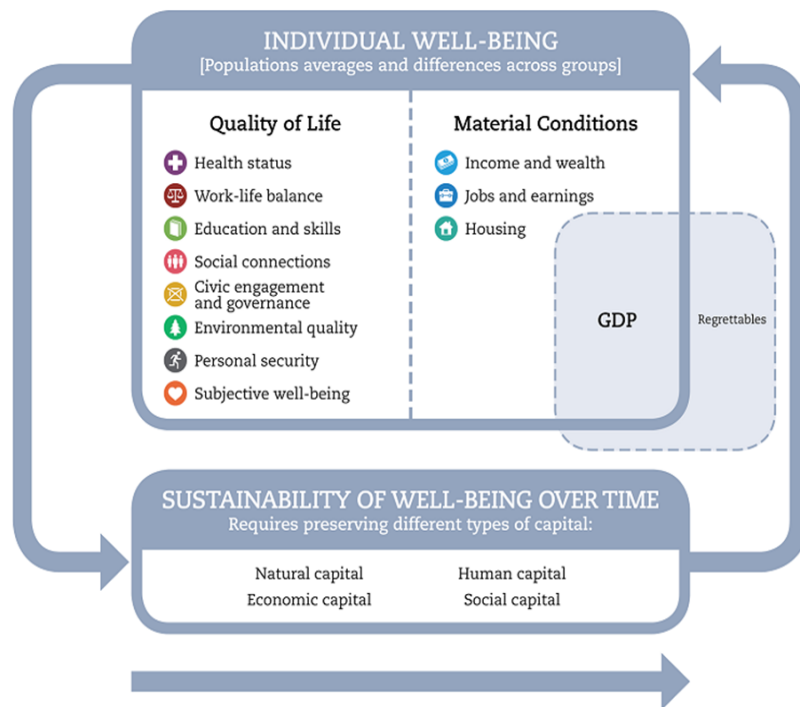 INDIVIDUAL WELL-BEING
[Populations averages and differences across groups]
Quality of Life
Health status
Work-life balance
Education and skills
Social connections
Civic engagement
and governance
Environmental quality
Personal security
Subjective well-being
Material Conditions
Income and wealth
Jobs and earnings
Housing
GDP
Regrettables
SUSTAINABILITY OF WELL-BEING OVER TIME
Requires preserving different types of capital:
Natural capital
Human capital
Economic capital
Social capital